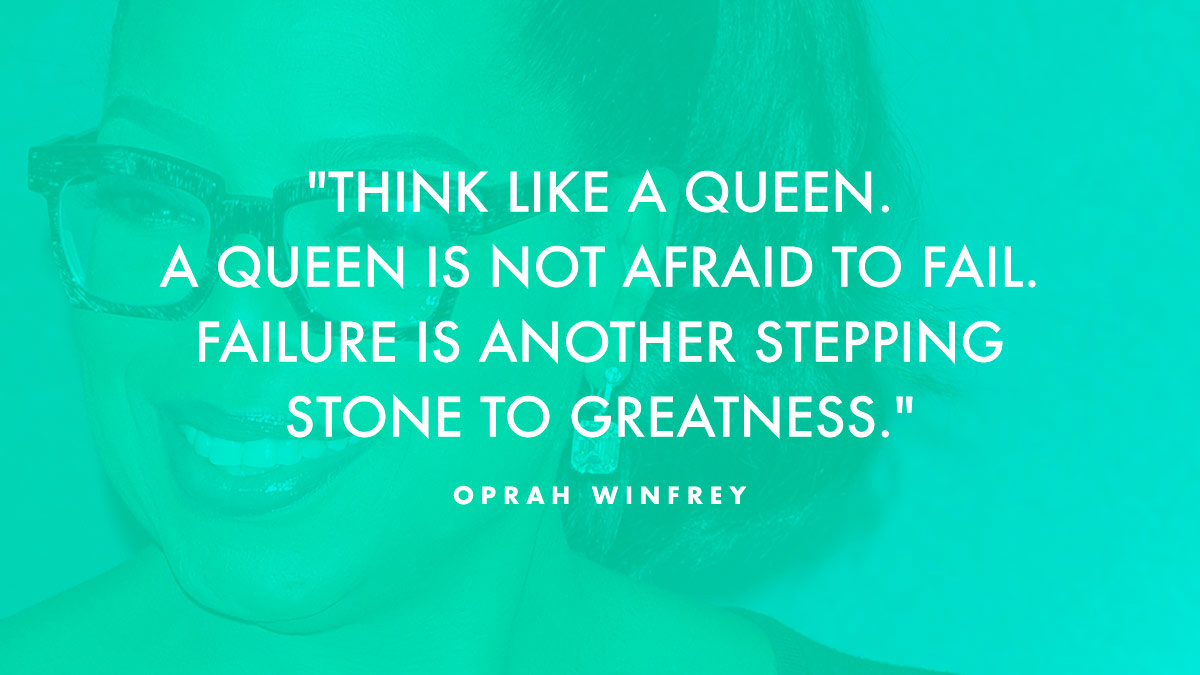 "THINK LIKE A QUEEN.
A QUEEN IS NOT AFRAID TO FAIL.
FAILURE IS ANOTHER STEPPING
STONE TO GREATNESS."
OPRAH WINFREY